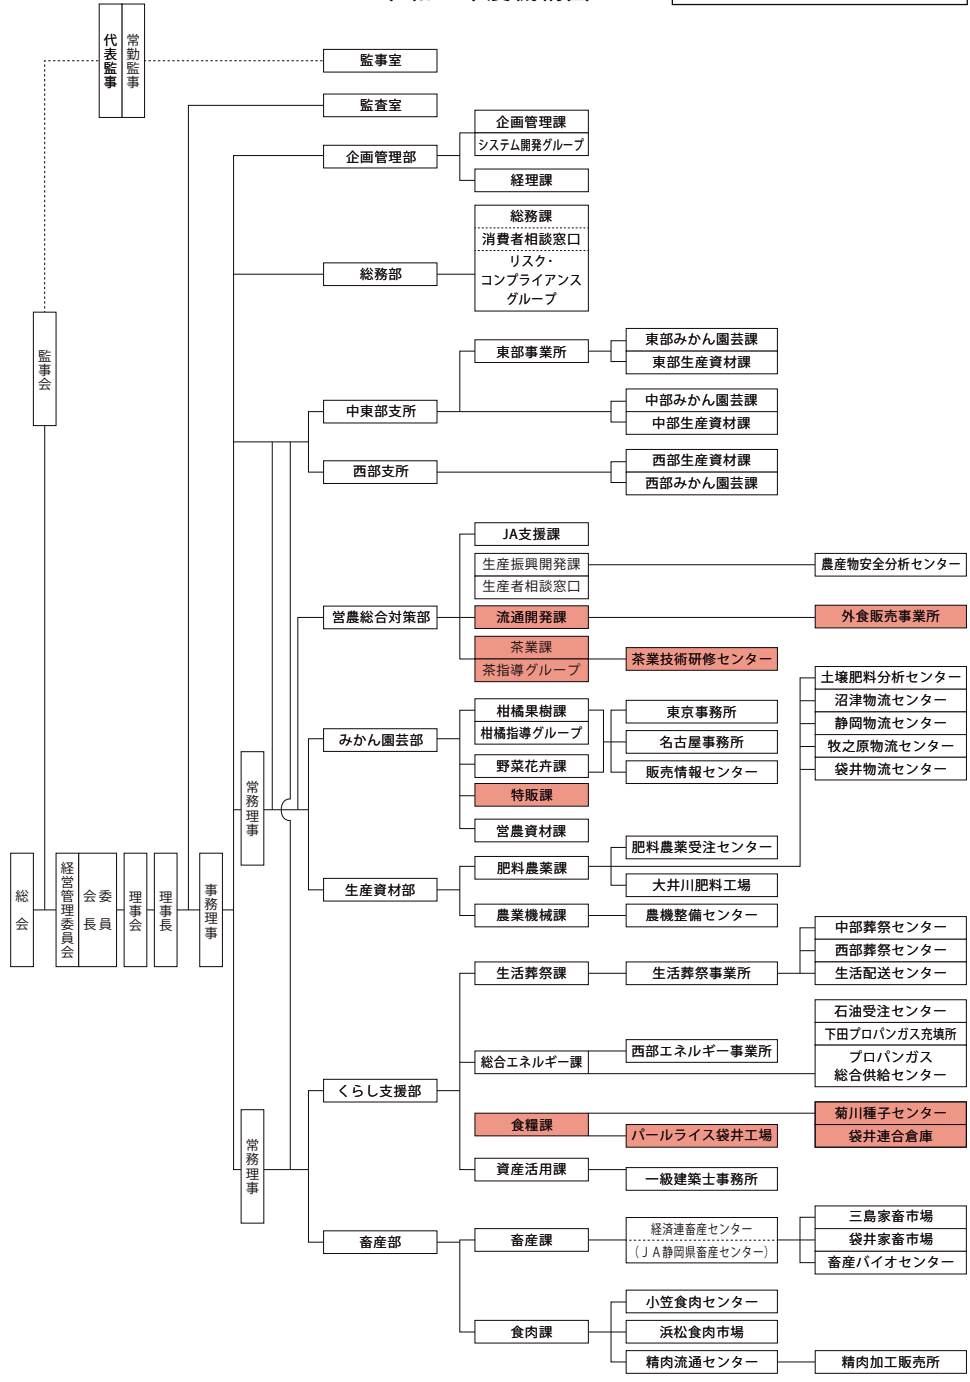 代表監事
常勤監事
監事室
監査室
企画管理部
企画管理課
システム開発グループ
経理課
総務部
総務課
消費者相談窓口
リスク・
コンプライアンス
グループ
監事会
中東部支所
東部事業所
東部みかん園芸課
東部生産資材課
中部みかん園芸課
中部生産資材課
西部支所
西部生産資材課
西部みかん園芸課
営農総合対策部
JA支援課
生産振興開発課
生産者相談窓口
農産物安全分析センター
流通開発課
外食販売事業所
茶業課
茶指導グループ
茶業技術研修センター
みかん園芸部
柑橘果樹課
柑橘指導グループ
野菜花卉課
特販課
営農資材課
東京事務所
名古屋事務所
販売情報センター
土壌肥料分析センター
沼津物流センター
静岡物流センター
牧之原物流センター
袋井物流センター
常務理事
生産資材部
肥料農薬課
肥料農薬受注センター
大井川肥料工場
農業機械課
農機整備センター
総会
経営管理委員会
会長
委員
理事会
理事長
事務理事
くらし支援部
生活葬祭課
生活葬祭事業所
中部葬祭センター
西部葬祭センター
生活配送センター
総合エネルギー課
西部エネルギー事業所
石油受注センター
下田プロパンガス充填所
プロパンガス
総合供給センター
食糧課
パールライス袋井工場
菊川種子センター
袋井連合倉庫
資産活用課
一級建築士事務所
常務理事
畜産部
畜産課
経済連畜産センター
(JA静岡県畜産センター)
三島家畜市場
袋井家畜市場
畜産バイオセンター
食肉課
小笠食肉センター
浜松食肉市場
精肉流通センター
精肉加工販売所